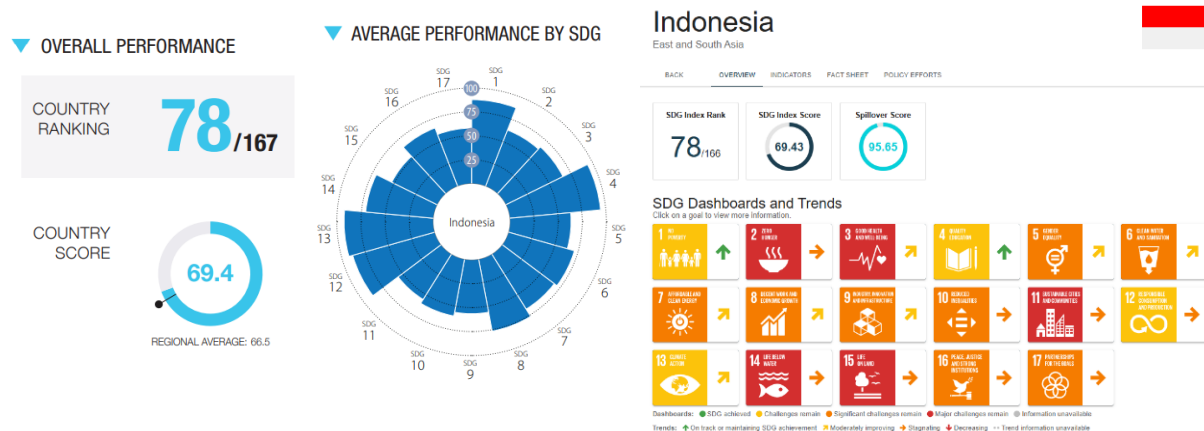 OVERALL PERFORMANCE
COUNTRY
RANKING
78/167
COUNTRY
SCORE
69.4
REGIONAL AVERAGE: 66.5
AVERAGE PERFORMANCE BY SDG
SDG
1
SDG
2
SDG
3
SDG
4
SDG
5
SDG
6
SDG
7
SDG
8
SDG
9
SDG
10
SDG
11
SDG
12
SDG
13
SDG
14
SDG
15
SDG
16
SDG
17
100
75
50
25
Indonesia
Indonesia
East and South Asia
BACK OVERVIEW INDICATORS FACT SHEET POLICY EFFORTS
SDG Index Rank
78/166
SDG Index Score
69.43
Spillover Score
95.65
SDG Dashboards and Trends
Click on a goal to view more information.
1 NO
POVERTY
2 ZERO
HUNGER
3 GOOD HEALTH
AND WELL-BEING
4 QUALITY
EDUCATION
5 GENDER
EQUALITY
6 CLEAN WATER
AND SANITATION
7 AFFORDABLE AND
CLEAN ENERGY
8 DECENT WORK AND
ECONOMIC GROWTH
9 INDUSTRY, INNOVATION
AND INFRASTRUCTURE
10 REDUCED
INEQUALITIES
11 SUSTAINABLE CITIES
AND COMMUNITIES
12 RESPONSIBLE
CONSUMPTION
AND PRODUCTION
13 CLIMATE
ACTION
14 LIFE BELOW
WATER
15 LIFE
ON LAND
16 PEACE, JUSTICE
AND STRONG
INSTITUTIONS
17 PARTNERSHIPS
FOR THE GOALS
Dashboards: SDG achieved Challenges remain Significant challenges remain Major challenges remain Information unavailable
Trends: On track or maintaining SDG achievement Moderately improving Stagnating Decreasing Trend information unavailable